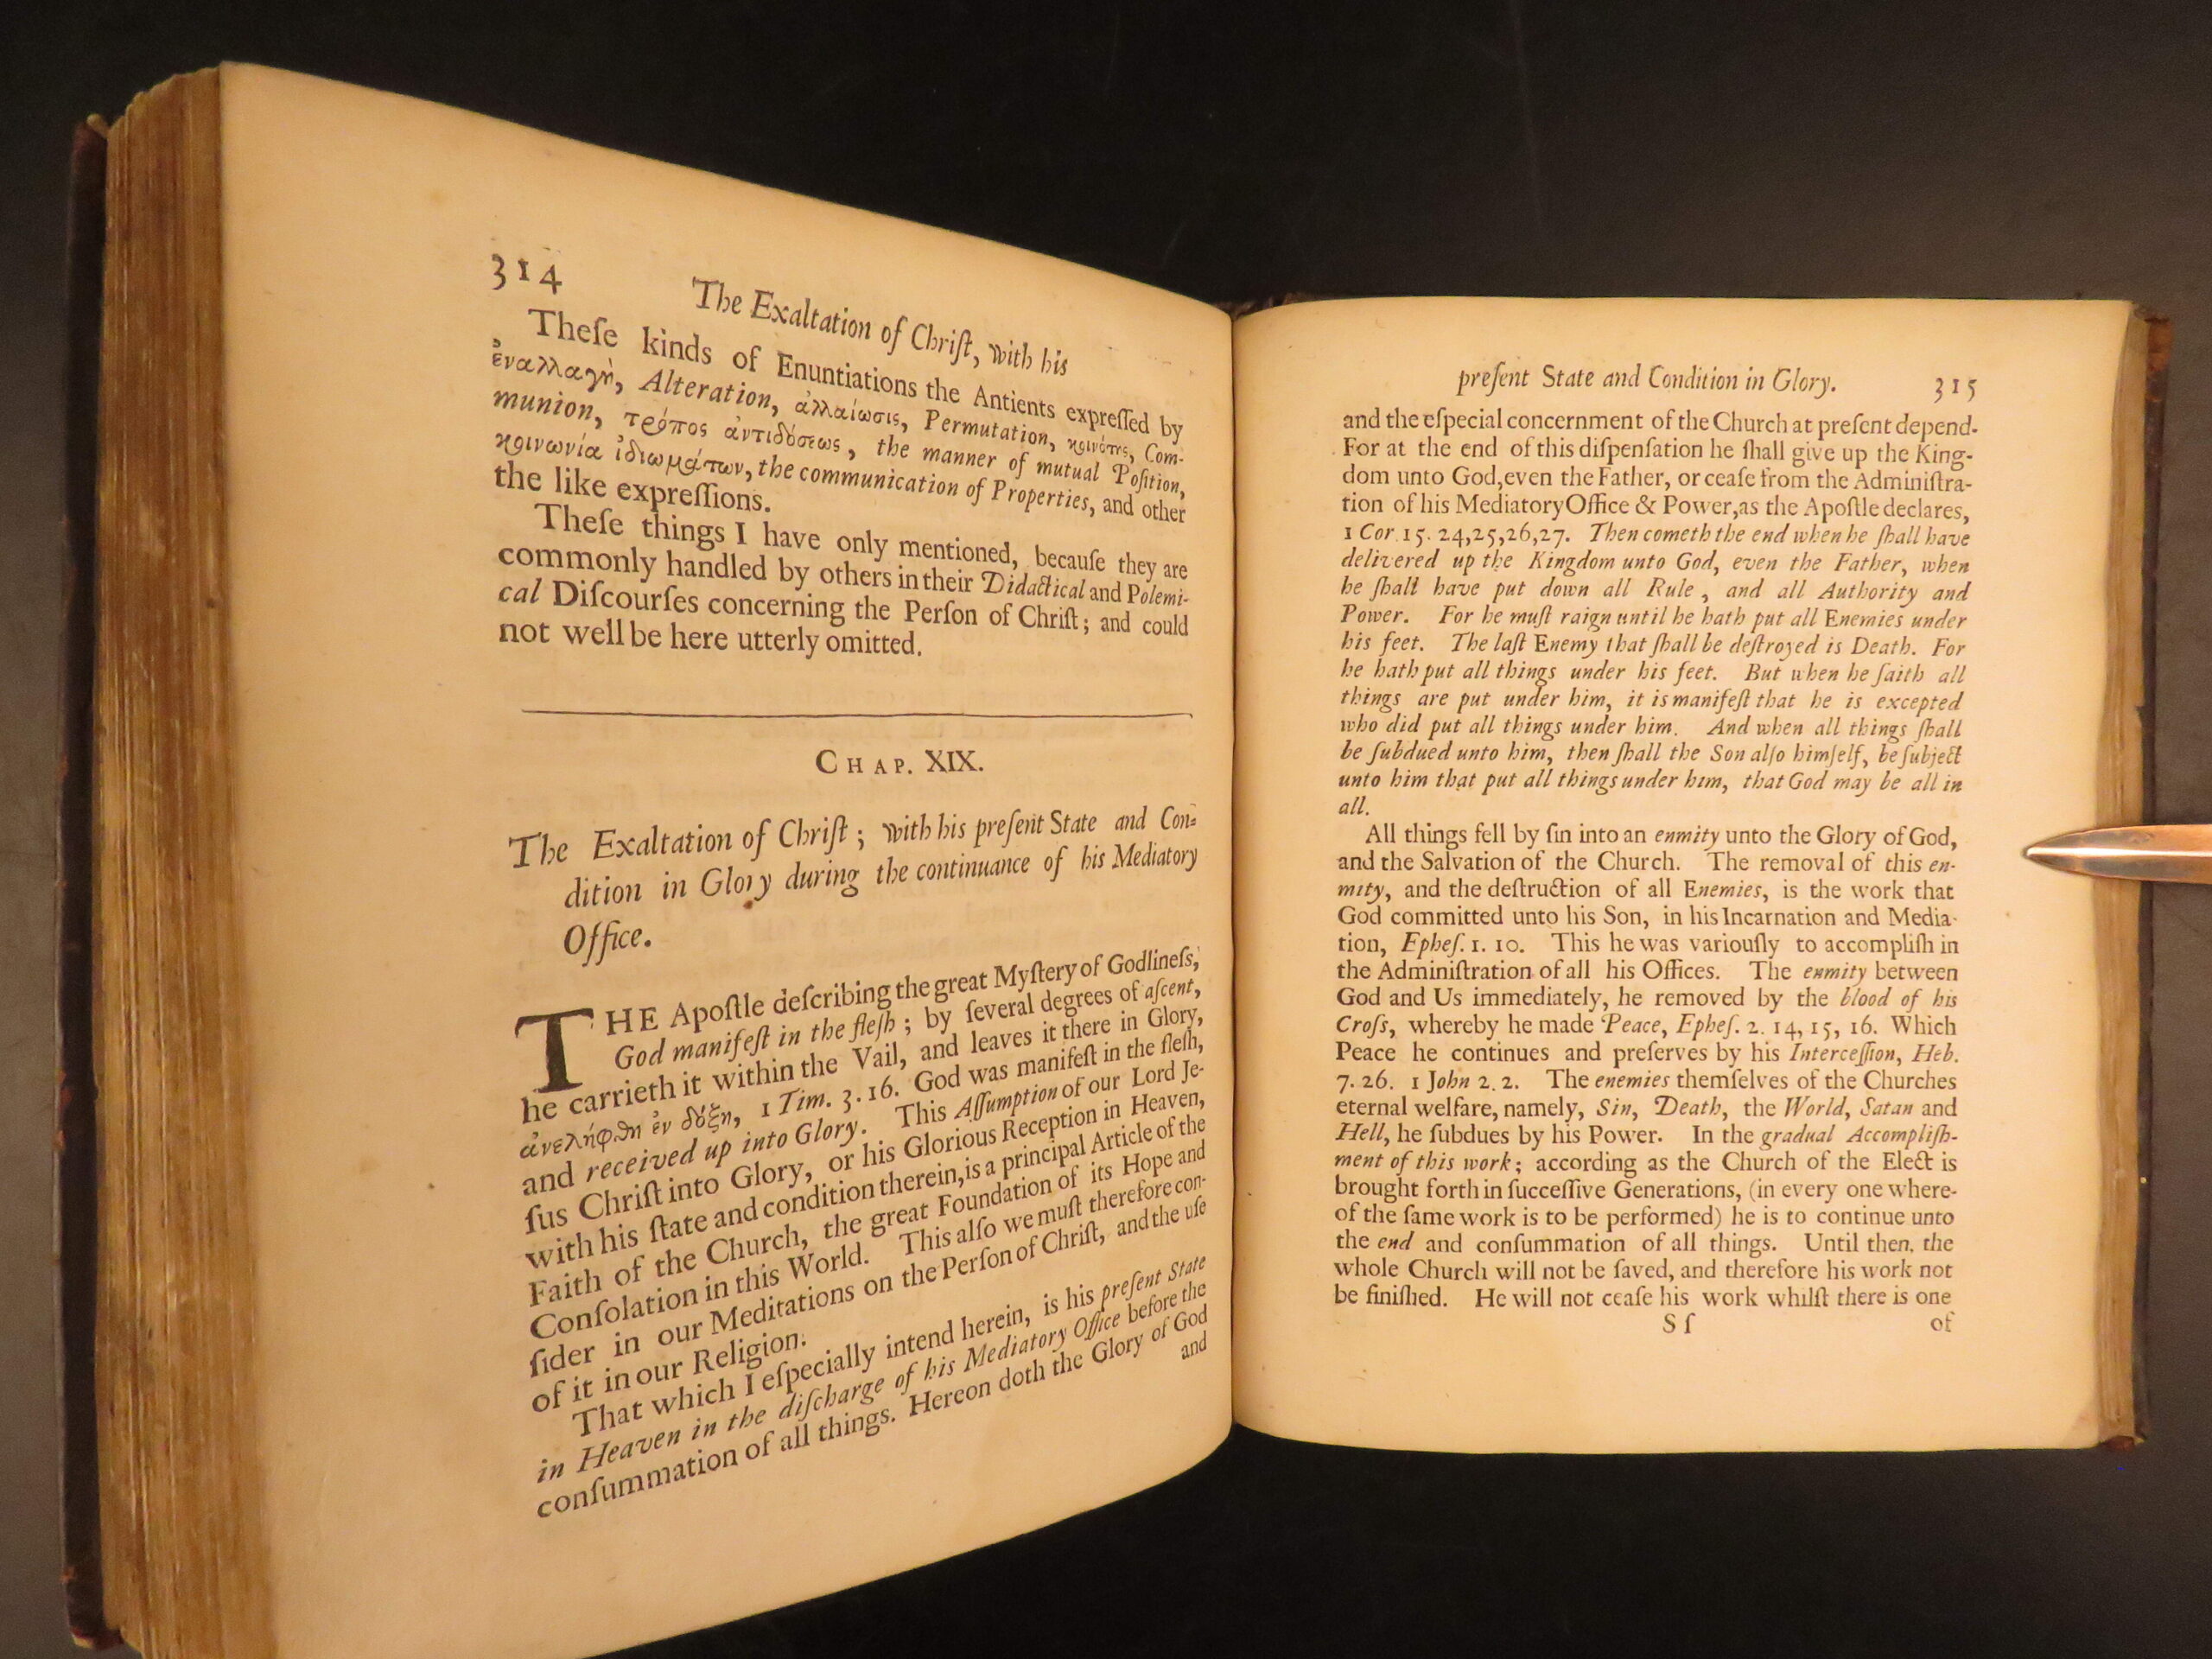 314
The Exaltation of Chriſt, with his
Theſe kinds of Enuntiations the Antients expreſſed by
ἐναλλαγὴ, Alteration, ἀλλαίωσις, Permutation, κοινότης, Com-
munion, τρόπος ἀντιδόσεως, the manner of mutual Poſition,
κοινωνία ἰδιωμάτων, the communication of Properties, and other
the like expreſſions.
Theſe things I have only mentioned, becauſe they are
commonly handled by others in their Didactical and Polemi-
cal Diſcourſes concerning the Perſon of Chriſt; and could
not well be here utterly omitted.
CHAP. XIX.
The Exaltation of Chriſt; with his preſent State and Con-
dition in Glory during the continuance of his Mediatory
Office.
THE Apoſtle deſcribing the great Myſtery of Godlineſs,
God manifeſt in the fleſh; by ſeveral degrees of aſcent,
he carrieth it within the Vail, and leaves it there in Glory,
ἀνελήφθη ἐν δόξῃ, 1 Tim. 3. 16. God was manifeſt in the fleſh,
and received up into Glory. This Aſſumption of our Lord Je-
ſus Chriſt into Glory, or his Glorious Reception in Heaven,
with his ſtate and condition therein, is a principal Article of the
Faith of the Church, the great Foundation of its Hope and
Conſolation in this World. This alſo we muſt therefore con-
ſider in our Meditations on the Perſon of Chriſt, and the uſe
of it in our Religion.
That which I eſpecially intend herein, is his preſent State
in Heaven in the diſcharge of his Mediatory Office before the
conſummation of all things. Hereon doth the Glory of God
and
preſent State and Condition in Glory. 315
and the eſpecial concernment of the Church at preſent depend.
For at the end of this diſpenſation he ſhall give up the King-
dom unto God, even the Father, or ceaſe from the Adminiſtra-
tion of his Mediatory Office & Power, as the Apoſtle declares,
1 Cor. 15. 24,25,26,27. Then cometh the end when he ſhall have
delivered up the Kingdom unto God, even the Father, when
he ſhall have put down all Rule, and all Authority and
Power. For he muſt raign until he hath put all Enemies under
his feet. The laſt Enemy that ſhall be deſtroyed is Death. For
he hath put all things under his feet. But when he ſaith all
things are put under him, it is manifeſt that he is excepted
who did put all things under him. And when all things ſhall
be ſubdued unto him, then ſhall the Son alſo himſelf, be ſubject
unto him that put all things under him, that God may be all in
all.
All things fell by ſin into an enmity unto the Glory of God,
and the Salvation of the Church. The removal of this en-
mity, and the deſtruction of all Enemies, is the work that
God committed unto his Son, in his Incarnation and Media-
tion, Epheſ. 1. 10. This he was variouſly to accompliſh in
the Adminiſtration of all his Offices. The enmity between
God and Us immediately, he removed by the blood of his
Croſs, whereby he made Peace, Epheſ. 2. 14, 15, 16. Which
Peace he continues and preſerves by his Interceſſion, Heb.
7. 26. 1 John 2. 2. The enemies themſelves of the Churches
eternal welfare, namely, Sin, Death, the World, Satan and
Hell, he ſubdues by his Power. In the gradual Accompliſh-
ment of this work; according as the Church of the Elect is
brought forth in ſucceſſive Generations, (in every one where-
of the ſame work is to be performed) he is to continue unto
the end and conſummation of all things. Until then, the
whole Church will not be ſaved, and therefore his work not
be finiſhed. He will not ceaſe his work whilſt there is one
Sſ of